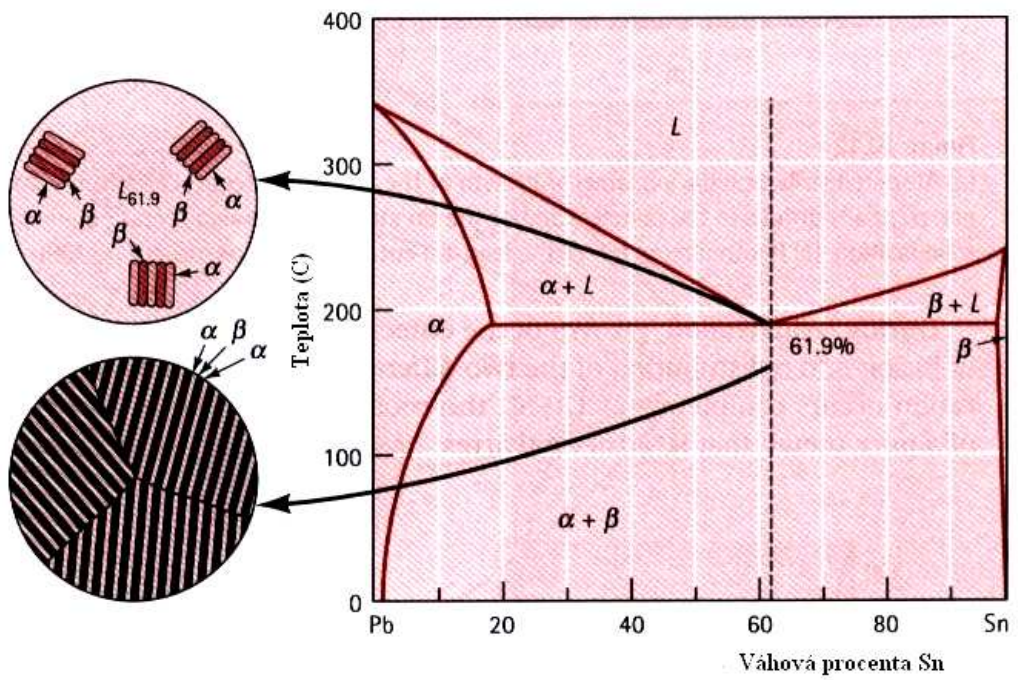 400
300
200
100
0
Teplota (C)
L
α + L
α
β + L
β
61.9%
α + β
Pb
20
40
60
80
Sn
Váhová procenta Sn
α
β
L61.9
β
α
β
α
α
β
α